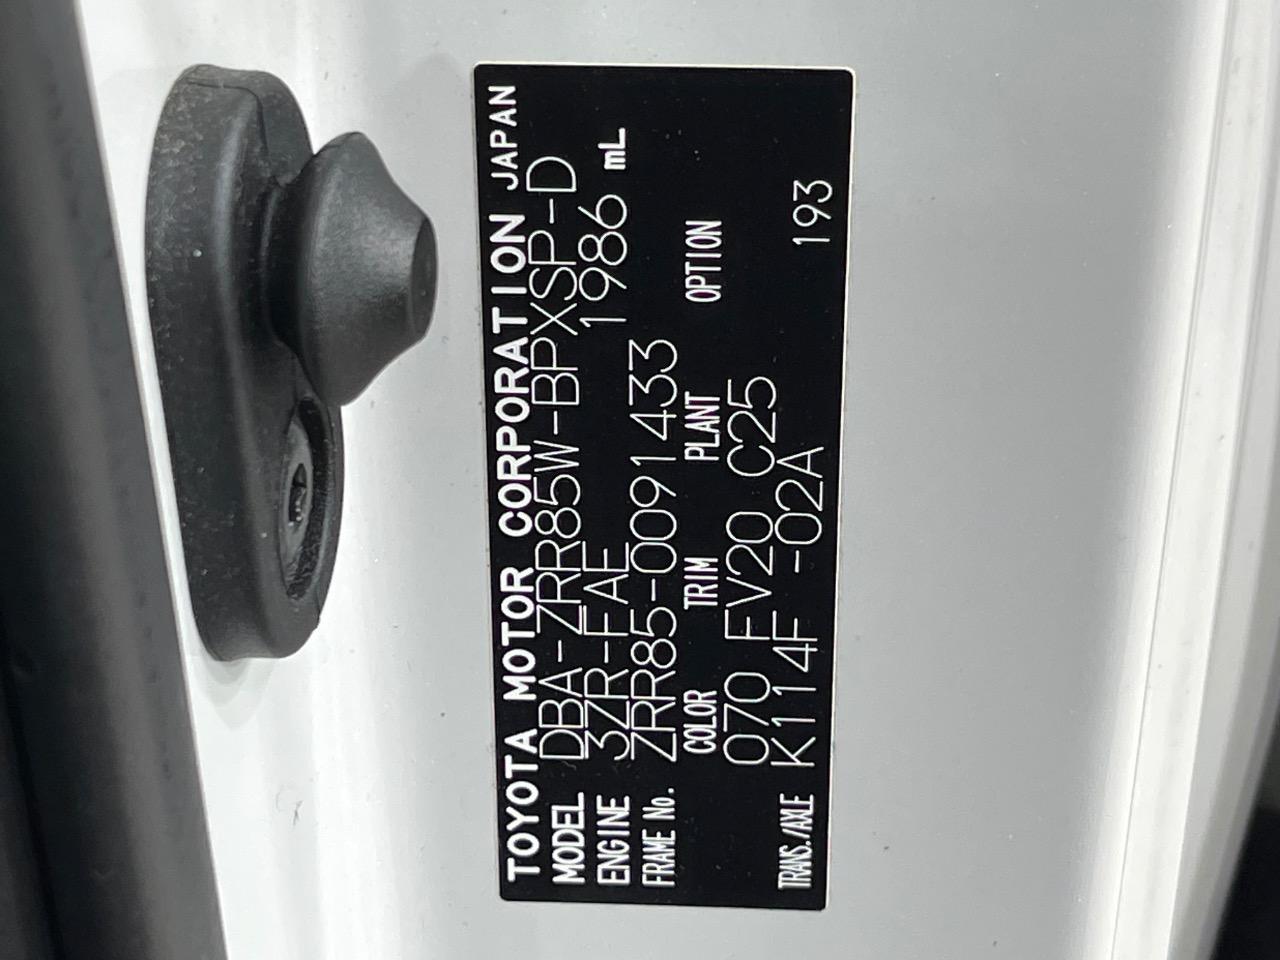 TOYOTA MOTOR CORPORATION JAPAN
MODEL DBA-ZRR85W-BPXSP-D
ENGINE 3ZR-FAE 1986 mL
FRAME No. ZRR85-0091433
COLOR TRIM PLANT OPTION
070 FV20 C25
TRANS./AXLE K114F -02A 193